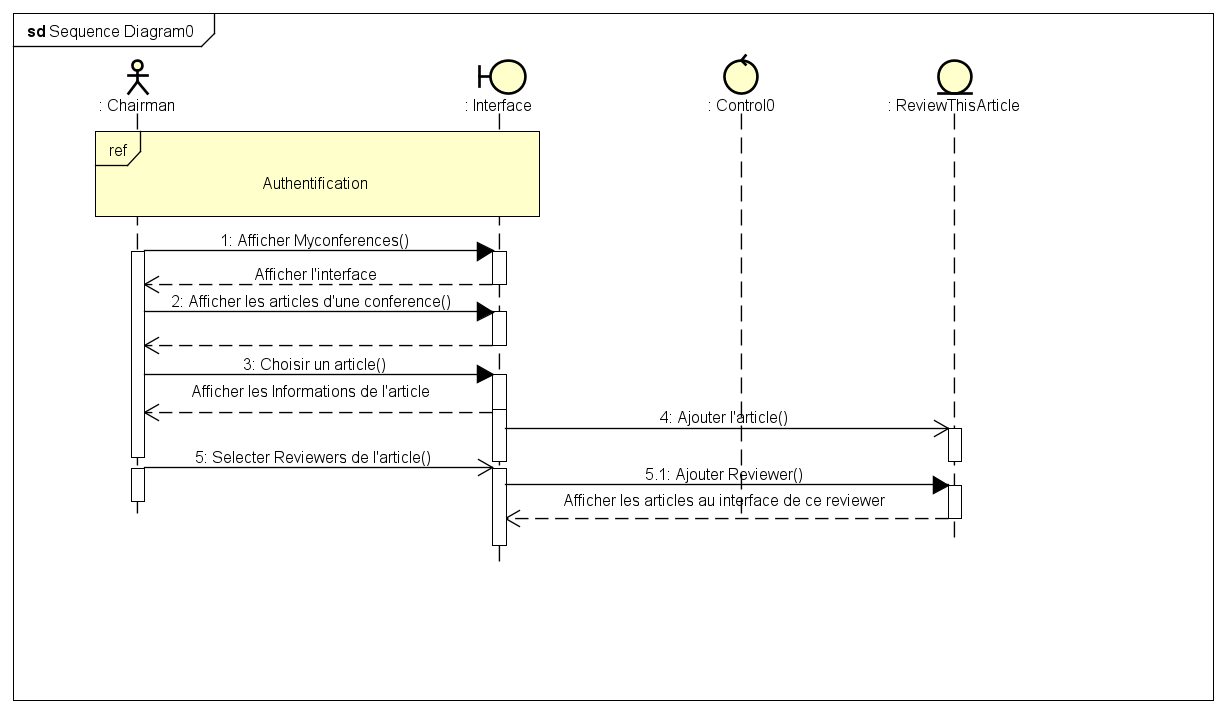 sd Sequence Diagram0
: Chairman
: Interface
: Control0
: ReviewThisArticle
ref
Authentification
1: Afficher Myconferences()
Afficher l'interface
2: Afficher les articles d'une conference()
3: Choisir un article()
Afficher les Informations de l'article
4: Ajouter l'article()
5: Selecter Reviewers de l'article()
5.1: Ajouter Reviewer()
Afficher les articles au interface de ce reviewer